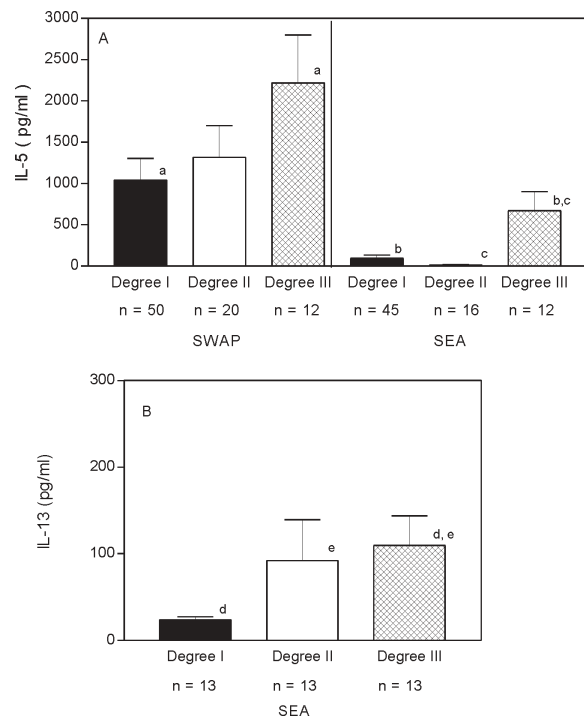 3000
A
2500
a
2000
IL-5 ( pg/ml )
1500
a
1000
b,c
500
b
c
0
Degree I Degree II Degree III Degree I Degree II Degree III
n = 50 n = 20 n = 12 n = 45 n = 16 n = 12
SWAP SEA
300
B
200
IL-13 (pg/ml)
d, e
100
e
d
0
Degree I Degree II Degree III
n = 13 n = 13 n = 13
SEA